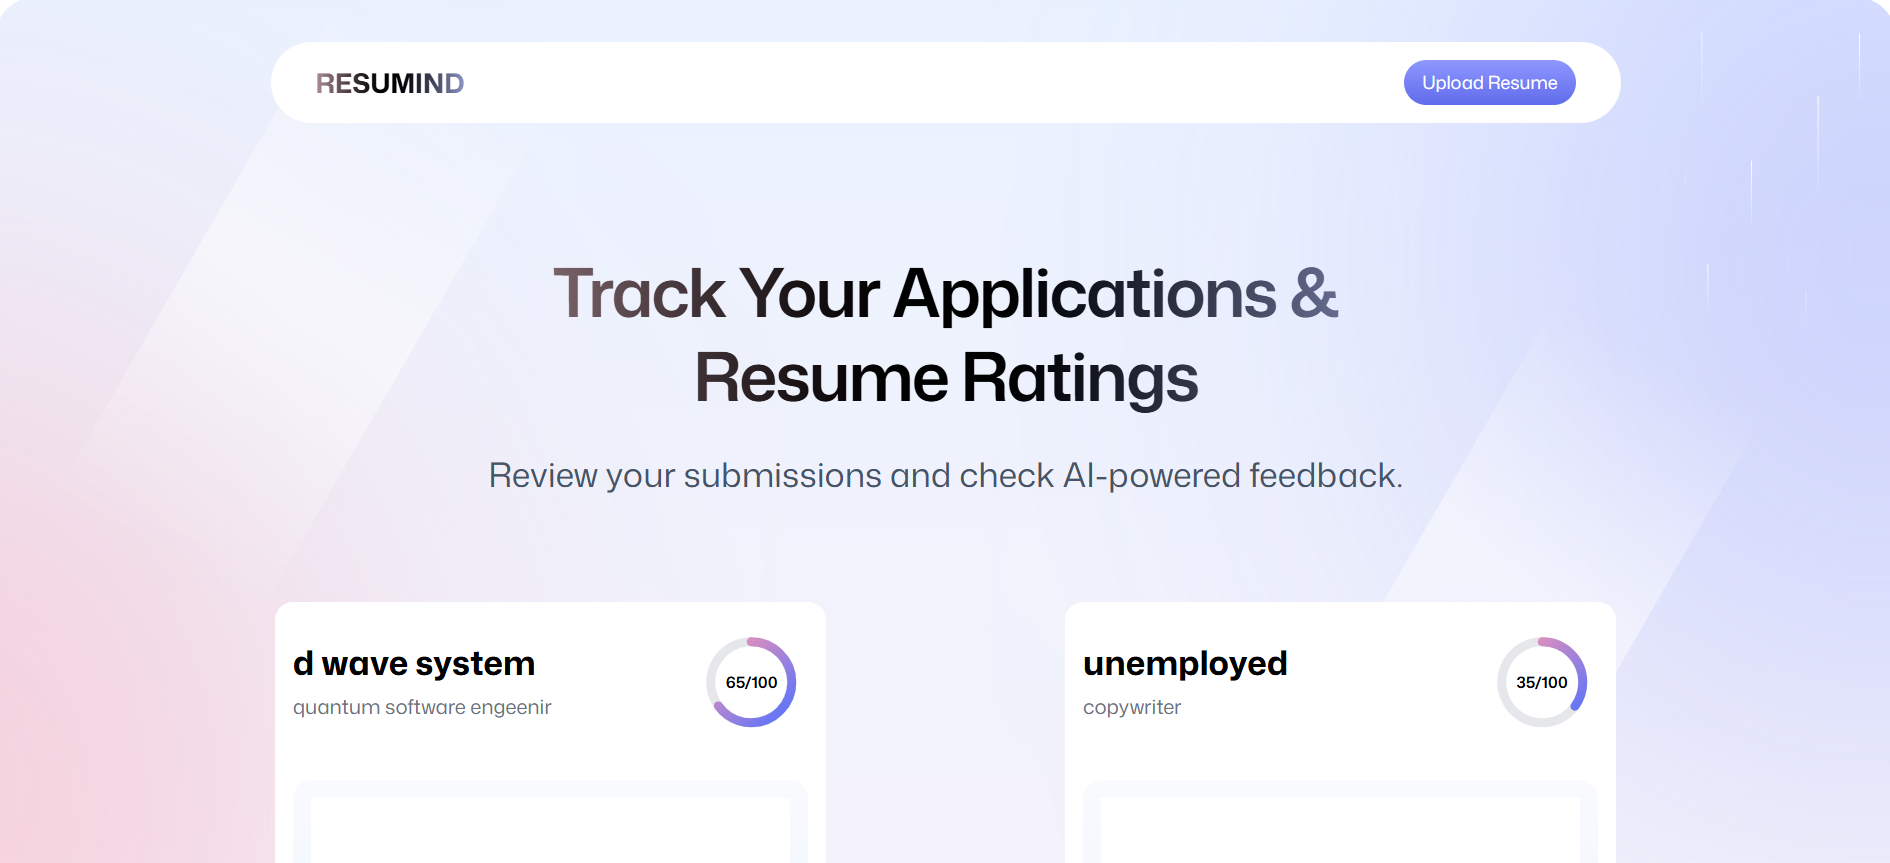 RESUMIND
Upload Resume
Track Your Applications &
Resume Ratings
Review your submissions and check AI-powered feedback.
d wave system
quantum software engeenir
65/100
unemployed
copywriter
35/100